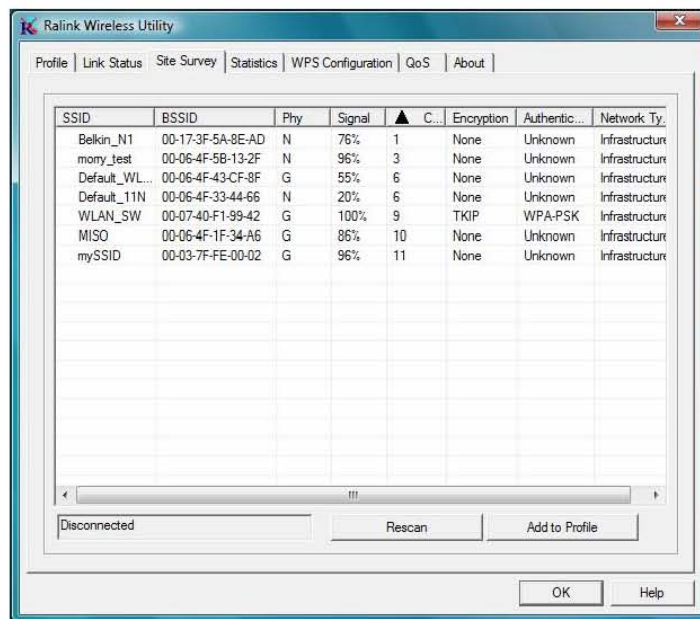 Ralink Wireless Utility
Profile Link Status Site Survey Statistics WPS Configuration QoS About
SSID BSSID Phy Signal ▲ C... Encryption Authentic... Network Ty.
Belkin_N1 00-17-3F-5A-8E-AD N 76% 1 None Unknown Infrastructure
morry_test 00-06-4F-5B-13-2F N 96% 3 None Unknown Infrastructure
Default_WL... 00-06-4F-43-CF-8F G 55% 6 None Unknown Infrastructure
Default_11N 00-06-4F-33-44-66 N 20% 6 None Unknown Infrastructure
WLAN_SW 00-07-40-F1-99-42 G 100% 9 TKIP WPA-PSK Infrastructure
MISO 00-06-4F-1F-34-A6 G 86% 10 None Unknown Infrastructure
mySSID 00-03-7F-FE-00-02 G 96% 11 None Unknown Infrastructure
Disconnected Rescan Add to Profile
OK Help